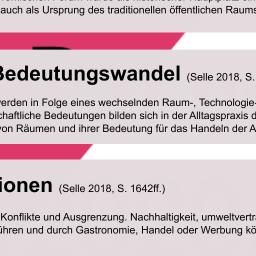 auch als Ursprung des traditionellen öffentlichen Raums
Bedeutungswandel (Selle 2018, S.
werden in Folge eines wechselnden Raum-, Technologie-
chaftliche Bedeutungen bilden sich in der Alltagspraxis d
von Räumen und ihrer Bedeutung für das Handeln der A
ionen (Selle 2018, S. 1642ff.)
Konflikte und Ausgrenzung. Nachhaltigkeit, umweltvertr
ühren und durch Gastronomie, Handel oder Werbung kö